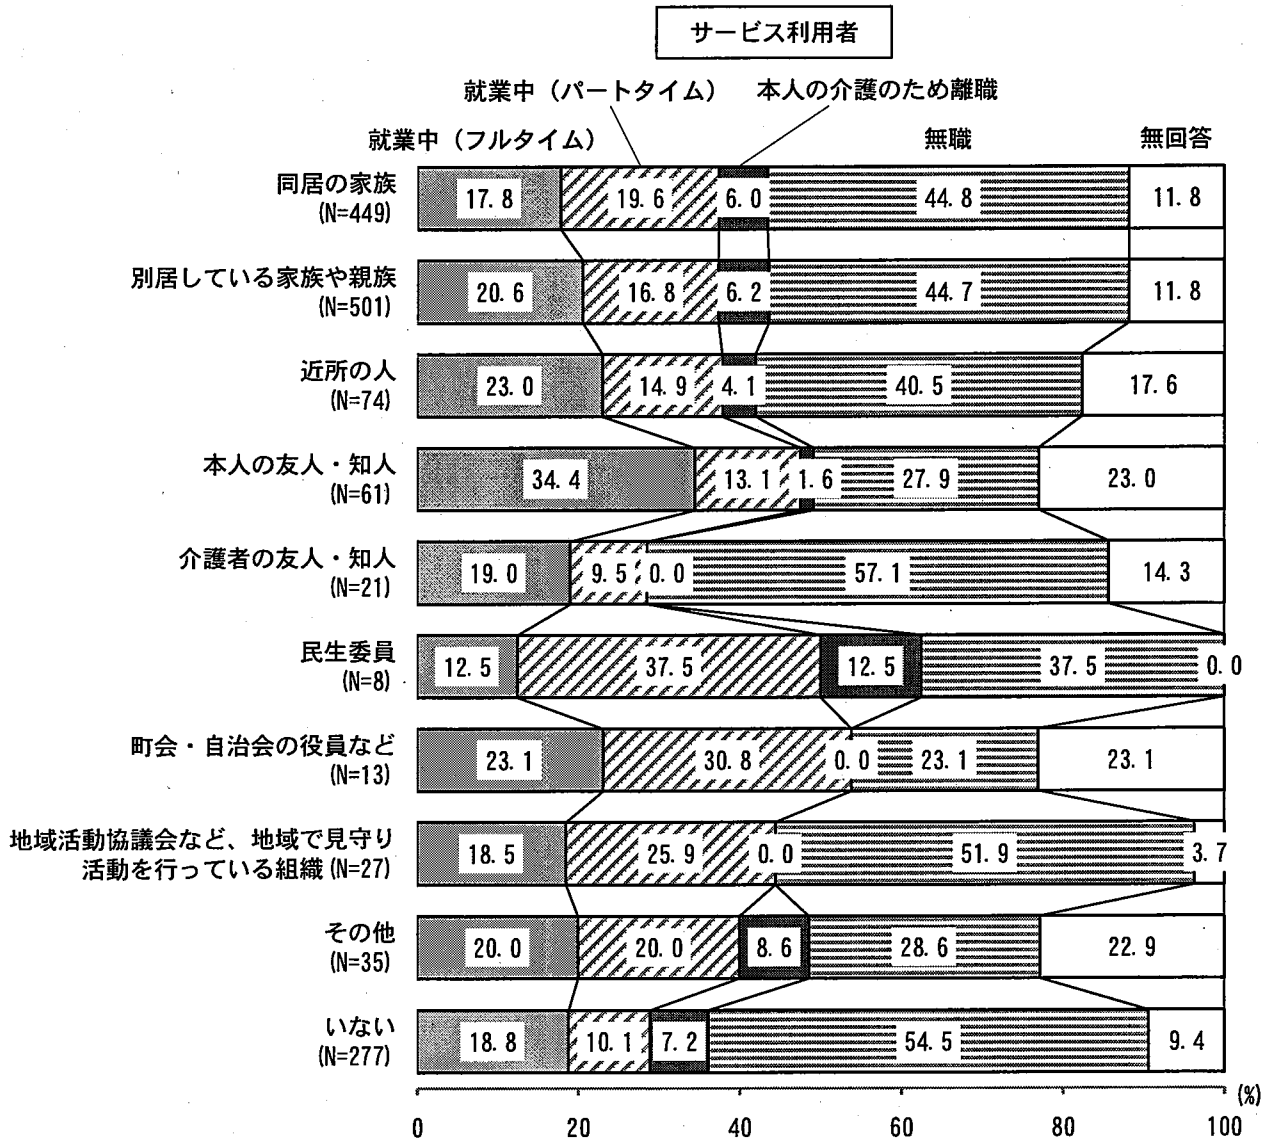 サービス利用者
就業中（パートタイム） 本人の介護のため離職
就業中（フルタイム） 無職 無回答
同居の家族
(N=449)
17.8 19.6 6.0 44.8 11.8
別居している家族や親族
(N=501)
20.6 16.8 6.2 44.7 11.8
近所の人
(N=74)
23.0 14.9 4.1 40.5 17.6
本人の友人・知人
(N=61)
34.4 13.1 1.6 27.9 23.0
介護者の友人・知人
(N=21)
19.0 9.5 0.0 57.1 14.3
民生委員
(N=8)
12.5 37.5 12.5 37.5 0.0
町会・自治会の役員など
(N=13)
23.1 30.8 0.0 23.1 23.1
地域活動協議会など、地域で見守り
活動を行っている組織(N=27)
18.5 25.9 0.0 51.9 3.7
その他
(N=35)
20.0 20.0 8.6 28.6 22.9
いない
(N=277)
18.8 10.1 7.2 54.5 9.4
(%)
0 20 40 60 80 100